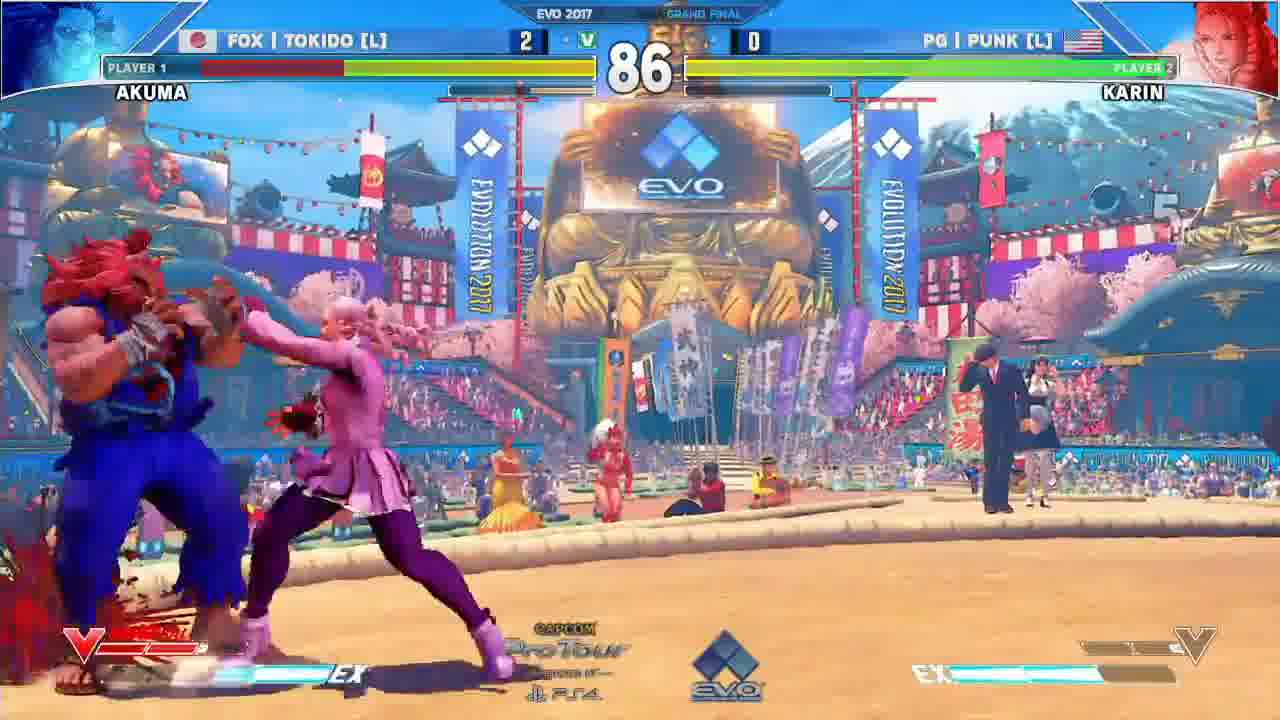 EVO 2017 GRAND FINAL
FOX | TOKIDO [L] 2 V 0 PG | PUNK [L]
86
PLAYER 1 PLAYER 2
AKUMA KARIN
EVO
EVOLUTION 2017 EVOLUTION 2017
5
EX EX
CAPCOM
PRO TOUR
PS4
EVO